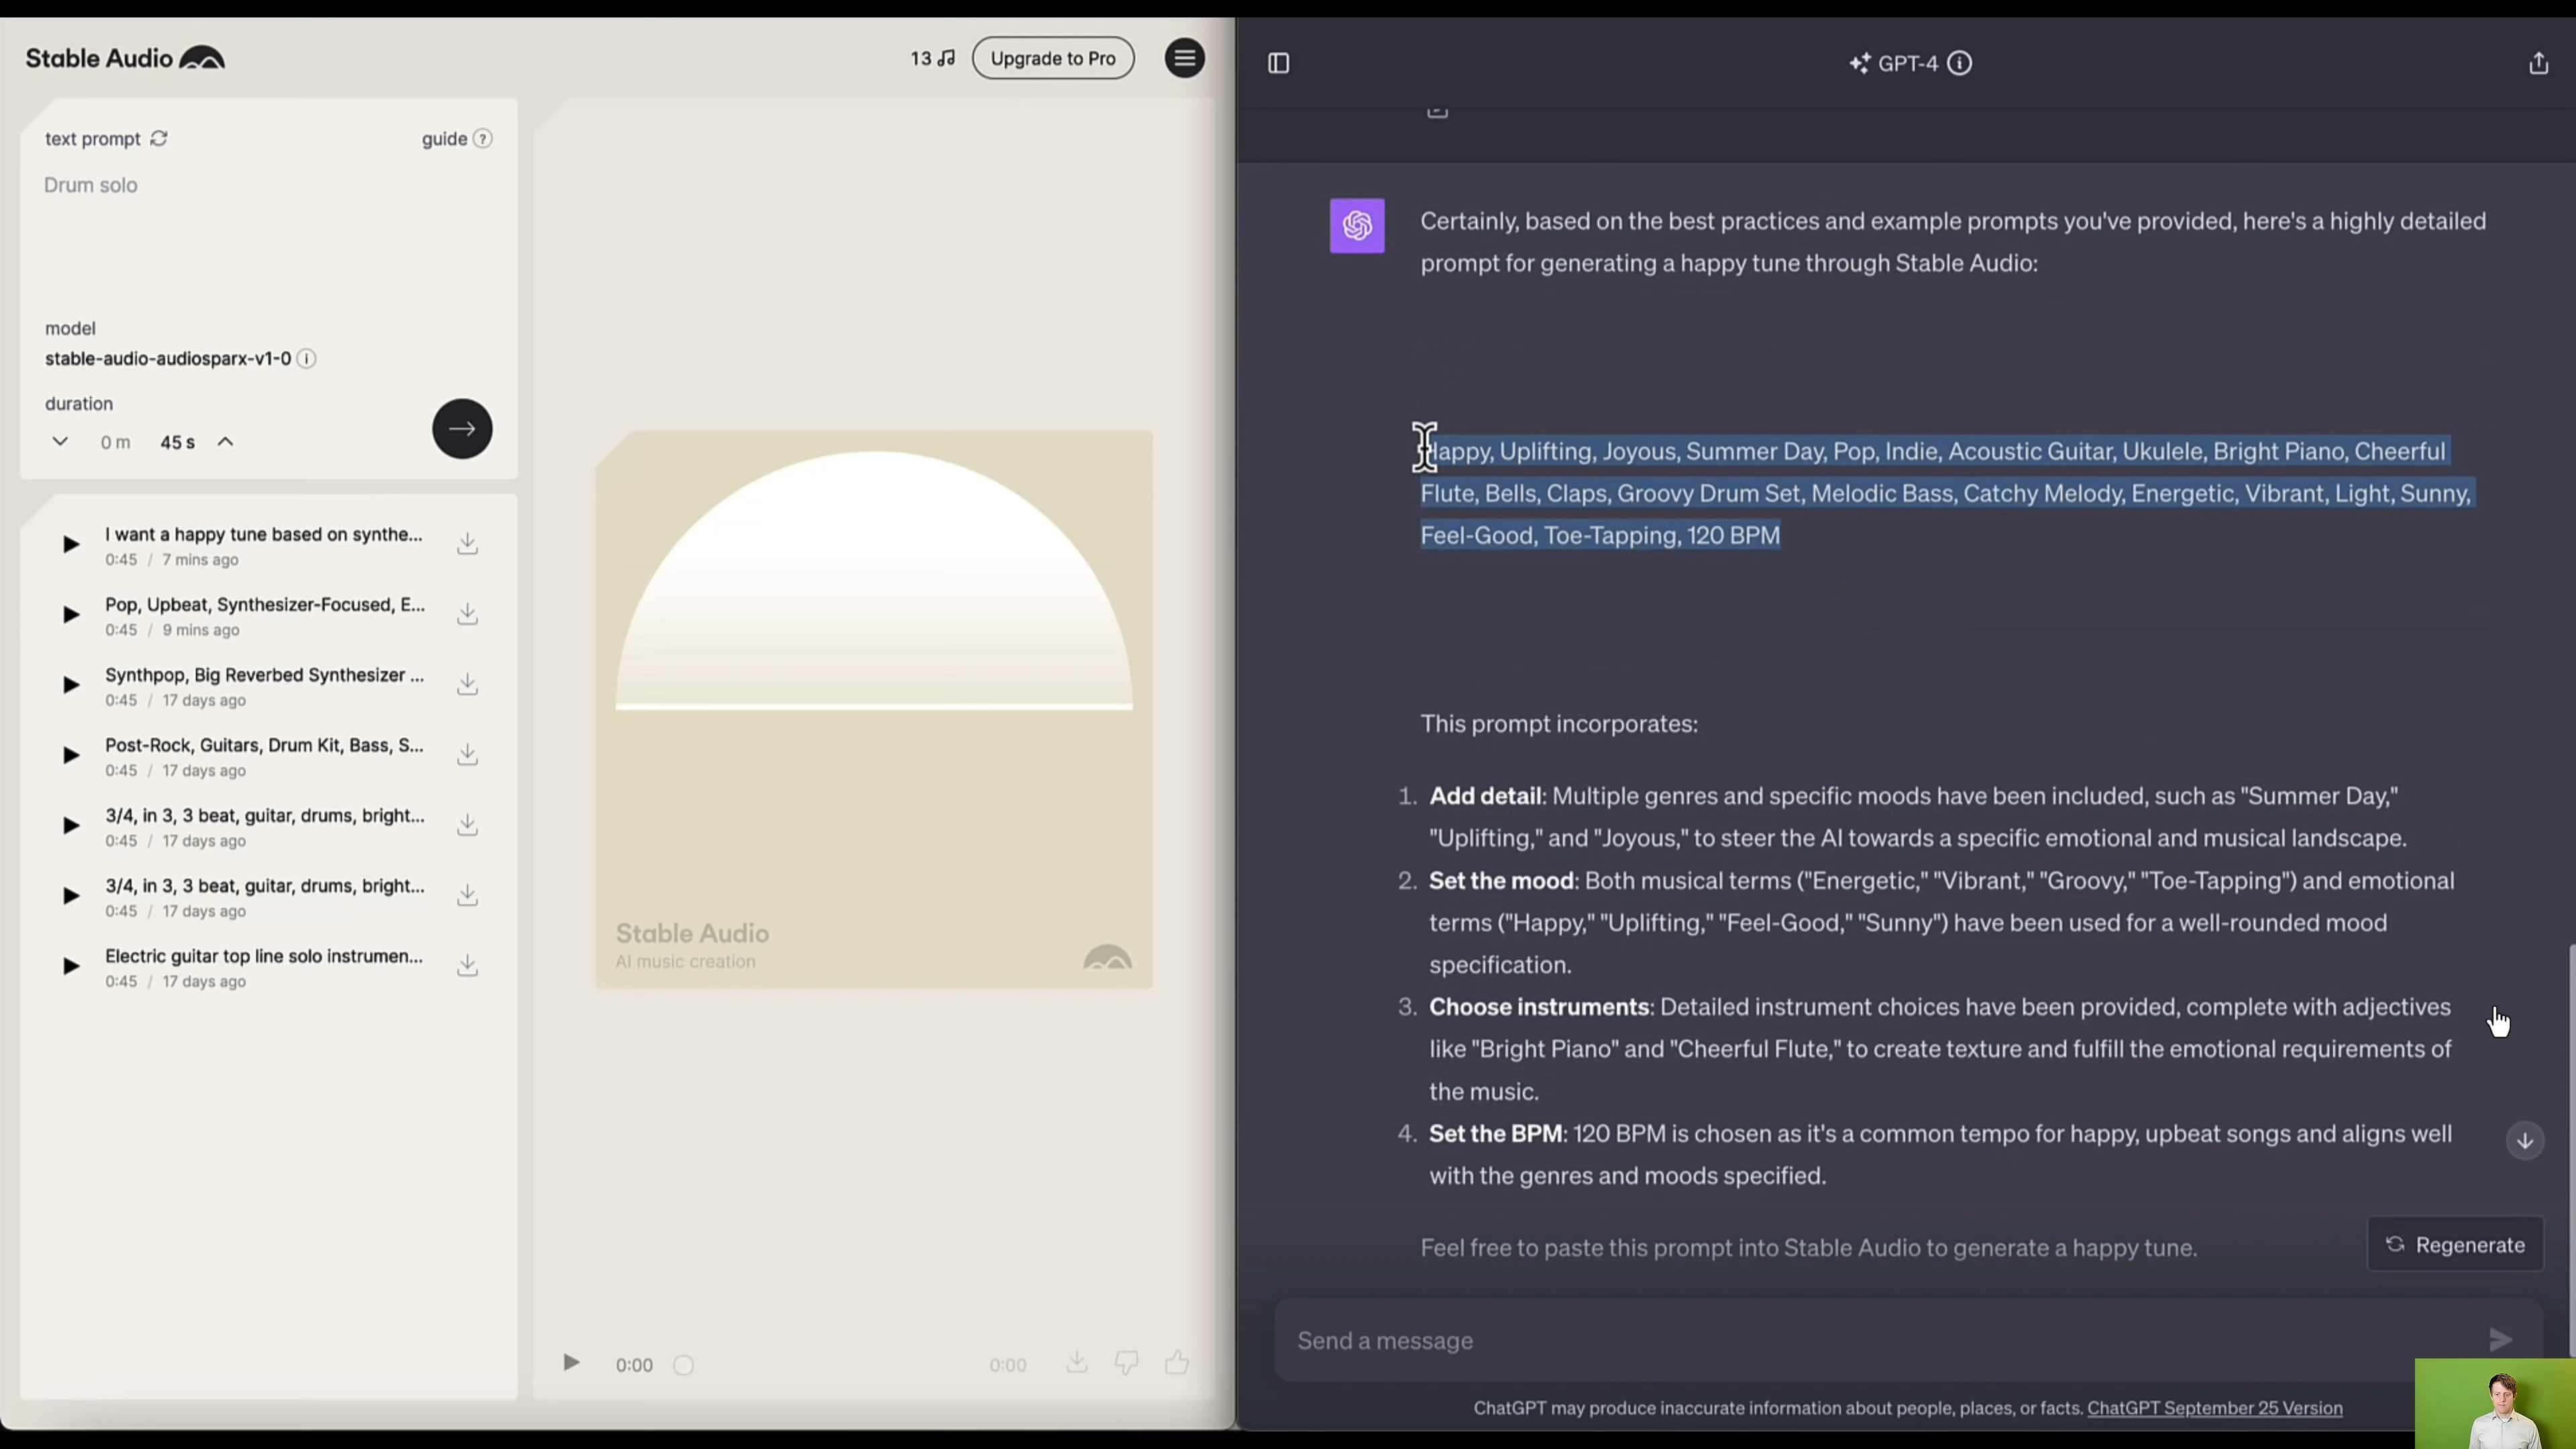 Stable Audio
13
Upgrade to Pro
text prompt
guide ?
Drum solo
model
stable-audio-audiosparx-v1-0
duration
0 m
45 s
I want a happy tune based on synthe...
0:45 / 7 mins ago
Pop, Upbeat, Synthesizer-Focused, E...
0:45 / 9 mins ago
Synthpop, Big Reverbed Synthesizer ...
0:45 / 17 days ago
Post-Rock, Guitars, Drum Kit, Bass, S...
0:45 / 17 days ago
3/4, in 3, 3 beat, guitar, drums, bright...
0:45 / 17 days ago
3/4, in 3, 3 beat, guitar, drums, bright...
0:45 / 17 days ago
Electric guitar top line solo instrumen...
0:45 / 17 days ago
Stable Audio
AI music creation
0:00
0:00
GPT-4
Certainly, based on the best practices and example prompts you've provided, here's a highly detailed
prompt for generating a happy tune through Stable Audio:
Happy, Uplifting, Joyous, Summer Day, Pop, Indie, Acoustic Guitar, Ukulele, Bright Piano, Cheerful
Flute, Bells, Claps, Groovy Drum Set, Melodic Bass, Catchy Melody, Energetic, Vibrant, Light, Sunny,
Feel-Good, Toe-Tapping, 120 BPM
This prompt incorporates:
1. Add detail: Multiple genres and specific moods have been included, such as "Summer Day,"
"Uplifting," and "Joyous," to steer the AI towards a specific emotional and musical landscape.
2. Set the mood: Both musical terms ("Energetic," "Vibrant," "Groovy," "Toe-Tapping") and emotional
terms ("Happy," "Uplifting," "Feel-Good," "Sunny") have been used for a well-rounded mood
specification.
3. Choose instruments: Detailed instrument choices have been provided, complete with adjectives
like "Bright Piano" and "Cheerful Flute," to create texture and fulfill the emotional requirements of
the music.
4. Set the BPM: 120 BPM is chosen as it's a common tempo for happy, upbeat songs and aligns well
with the genres and moods specified.
Feel free to paste this prompt into Stable Audio to generate a happy tune.
Regenerate
Send a message
ChatGPT may produce inaccurate information about people, places, or facts. ChatGPT September 25 Version